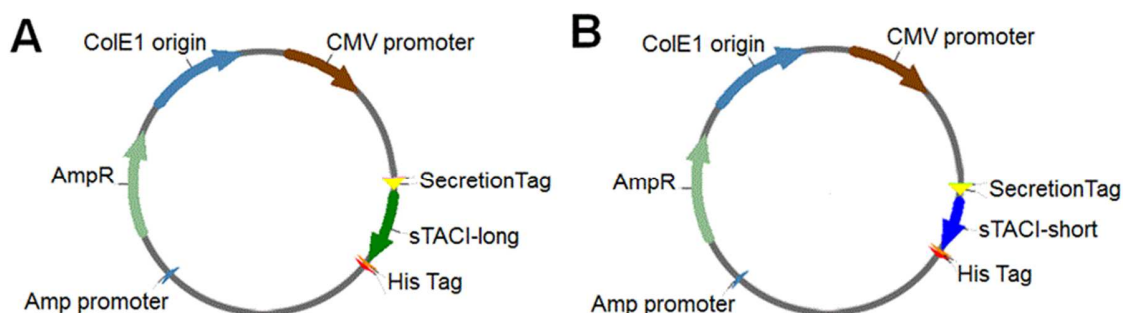 A
ColE1 origin
CMV promoter
AmpR
SecretionTag
sTACI-long
His Tag
Amp promoter
B
ColE1 origin
CMV promoter
AmpR
SecretionTag
sTACI-short
His Tag
Amp promoter